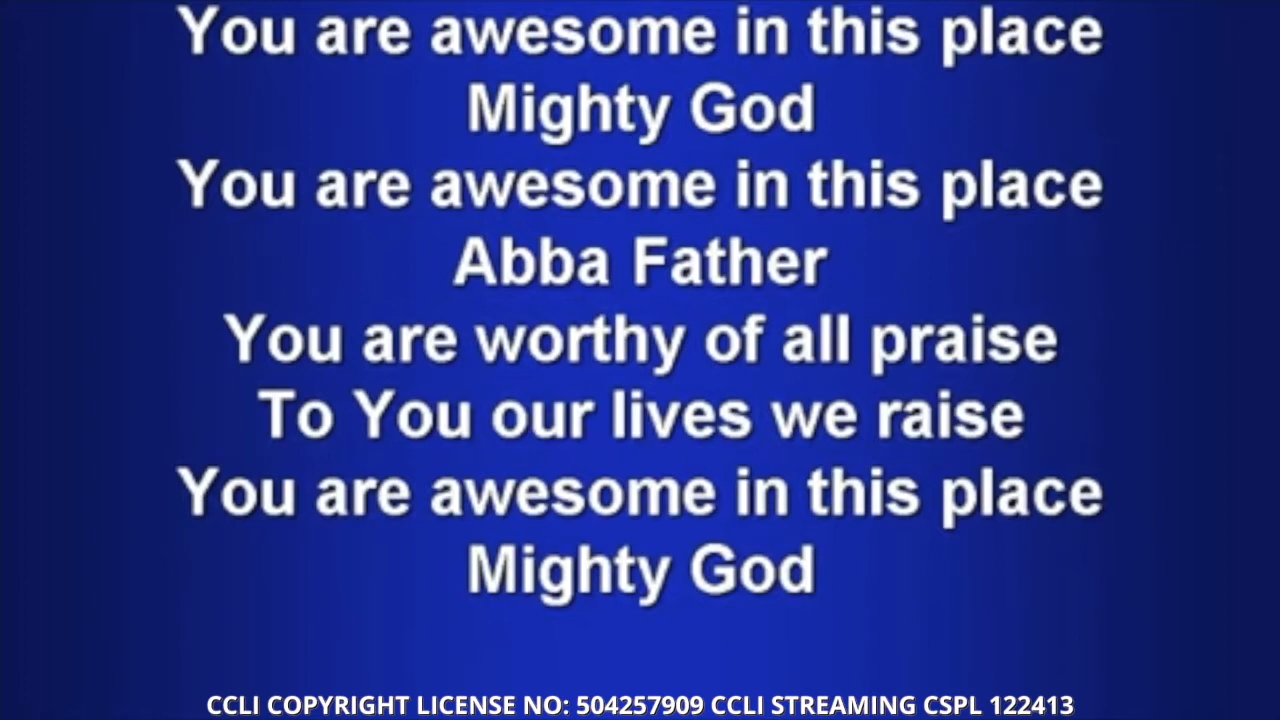 You are awesome in this place
Mighty God
You are awesome in this place
Abba Father
You are worthy of all praise
To You our lives we raise
You are awesome in this place
Mighty God
CCLI COPYRIGHT LICENSE NO: 504257909 CCLI STREAMING CSPL 122413